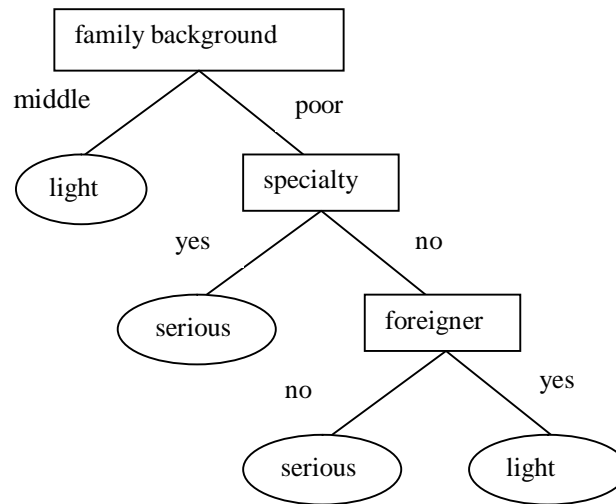 family background
middle
poor
light
specialty
yes
no
serious
foreigner
no
yes
serious
light